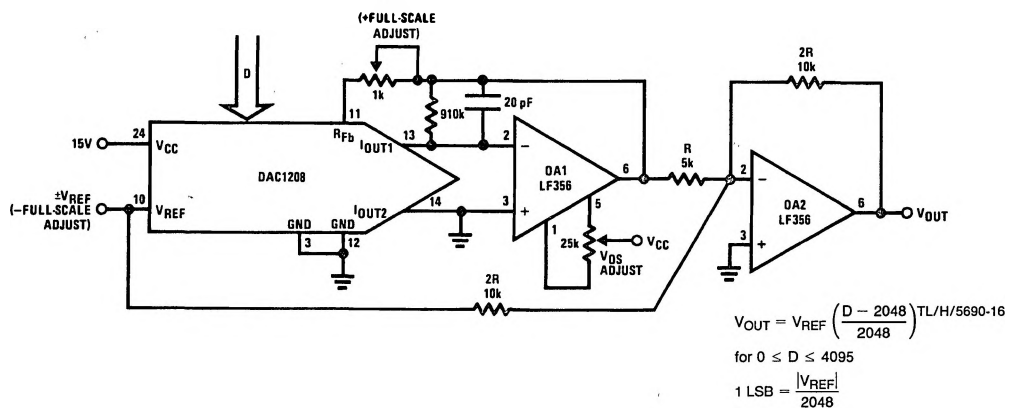 (+FULL-SCALE
ADJUST)
D
1k
11
RFb
910k
20 pF
2R
10k
15V
24
VCC
IOUT1
13
2
−
DAC1208
OA1
LF356
6
R
5k
2
−
OA2
LF356
6
VOUT
±VREF
(−FULL-SCALE
ADJUST)
10
VREF
IOUT2
14
3
+
5
1
25k
VCC
VOS
ADJUST
3
+
GND
3
GND
12
2R
10k
VOUT = VREF (D − 2048 / 2048) TL/H/5690-16
for 0 ≤ D ≤ 4095
1 LSB = |VREF| / 2048